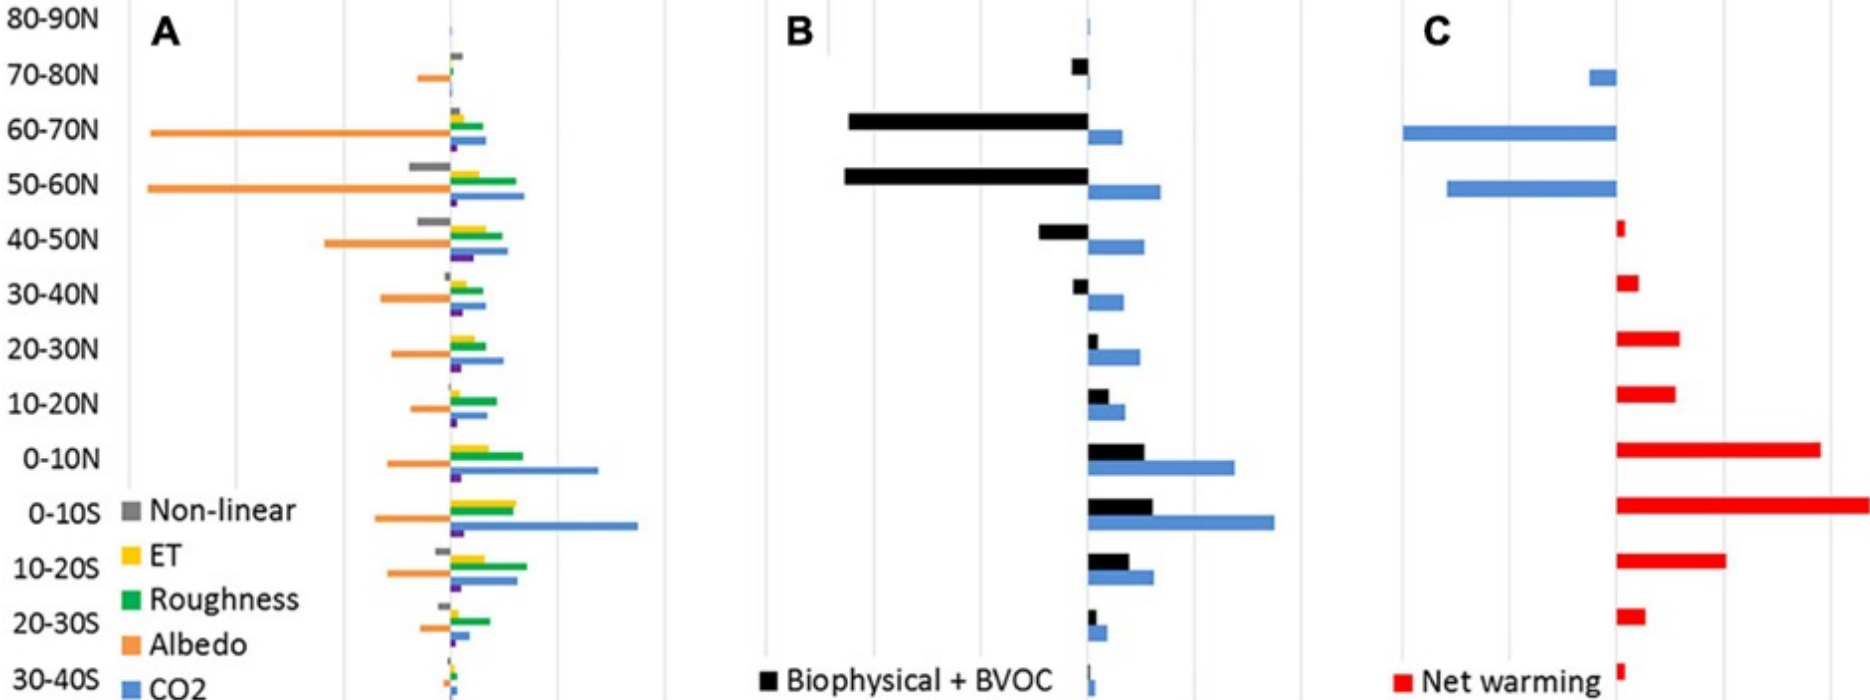 80-90N
A
B
C
70-80N
60-70N
50-60N
40-50N
30-40N
20-30N
10-20N
0-10N
0-10S
Non-linear
10-20S
ET
Roughness
20-30S
Albedo
30-40S
CO2
Biophysical + BVOC
Net warming